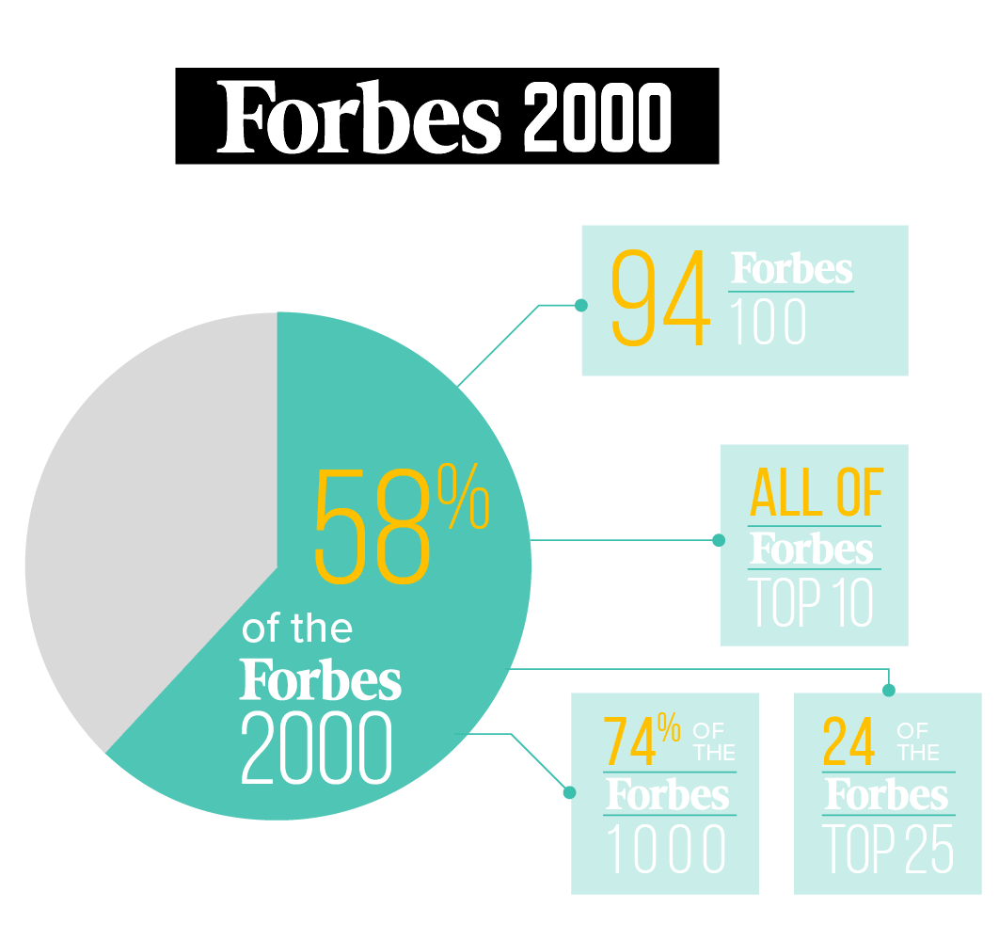 Forbes 2000
94 Forbes
100
58%
of the
Forbes
2000
ALL OF
Forbes
TOP 10
74% OF
THE
Forbes
1000
24 OF
THE
Forbes
TOP 25